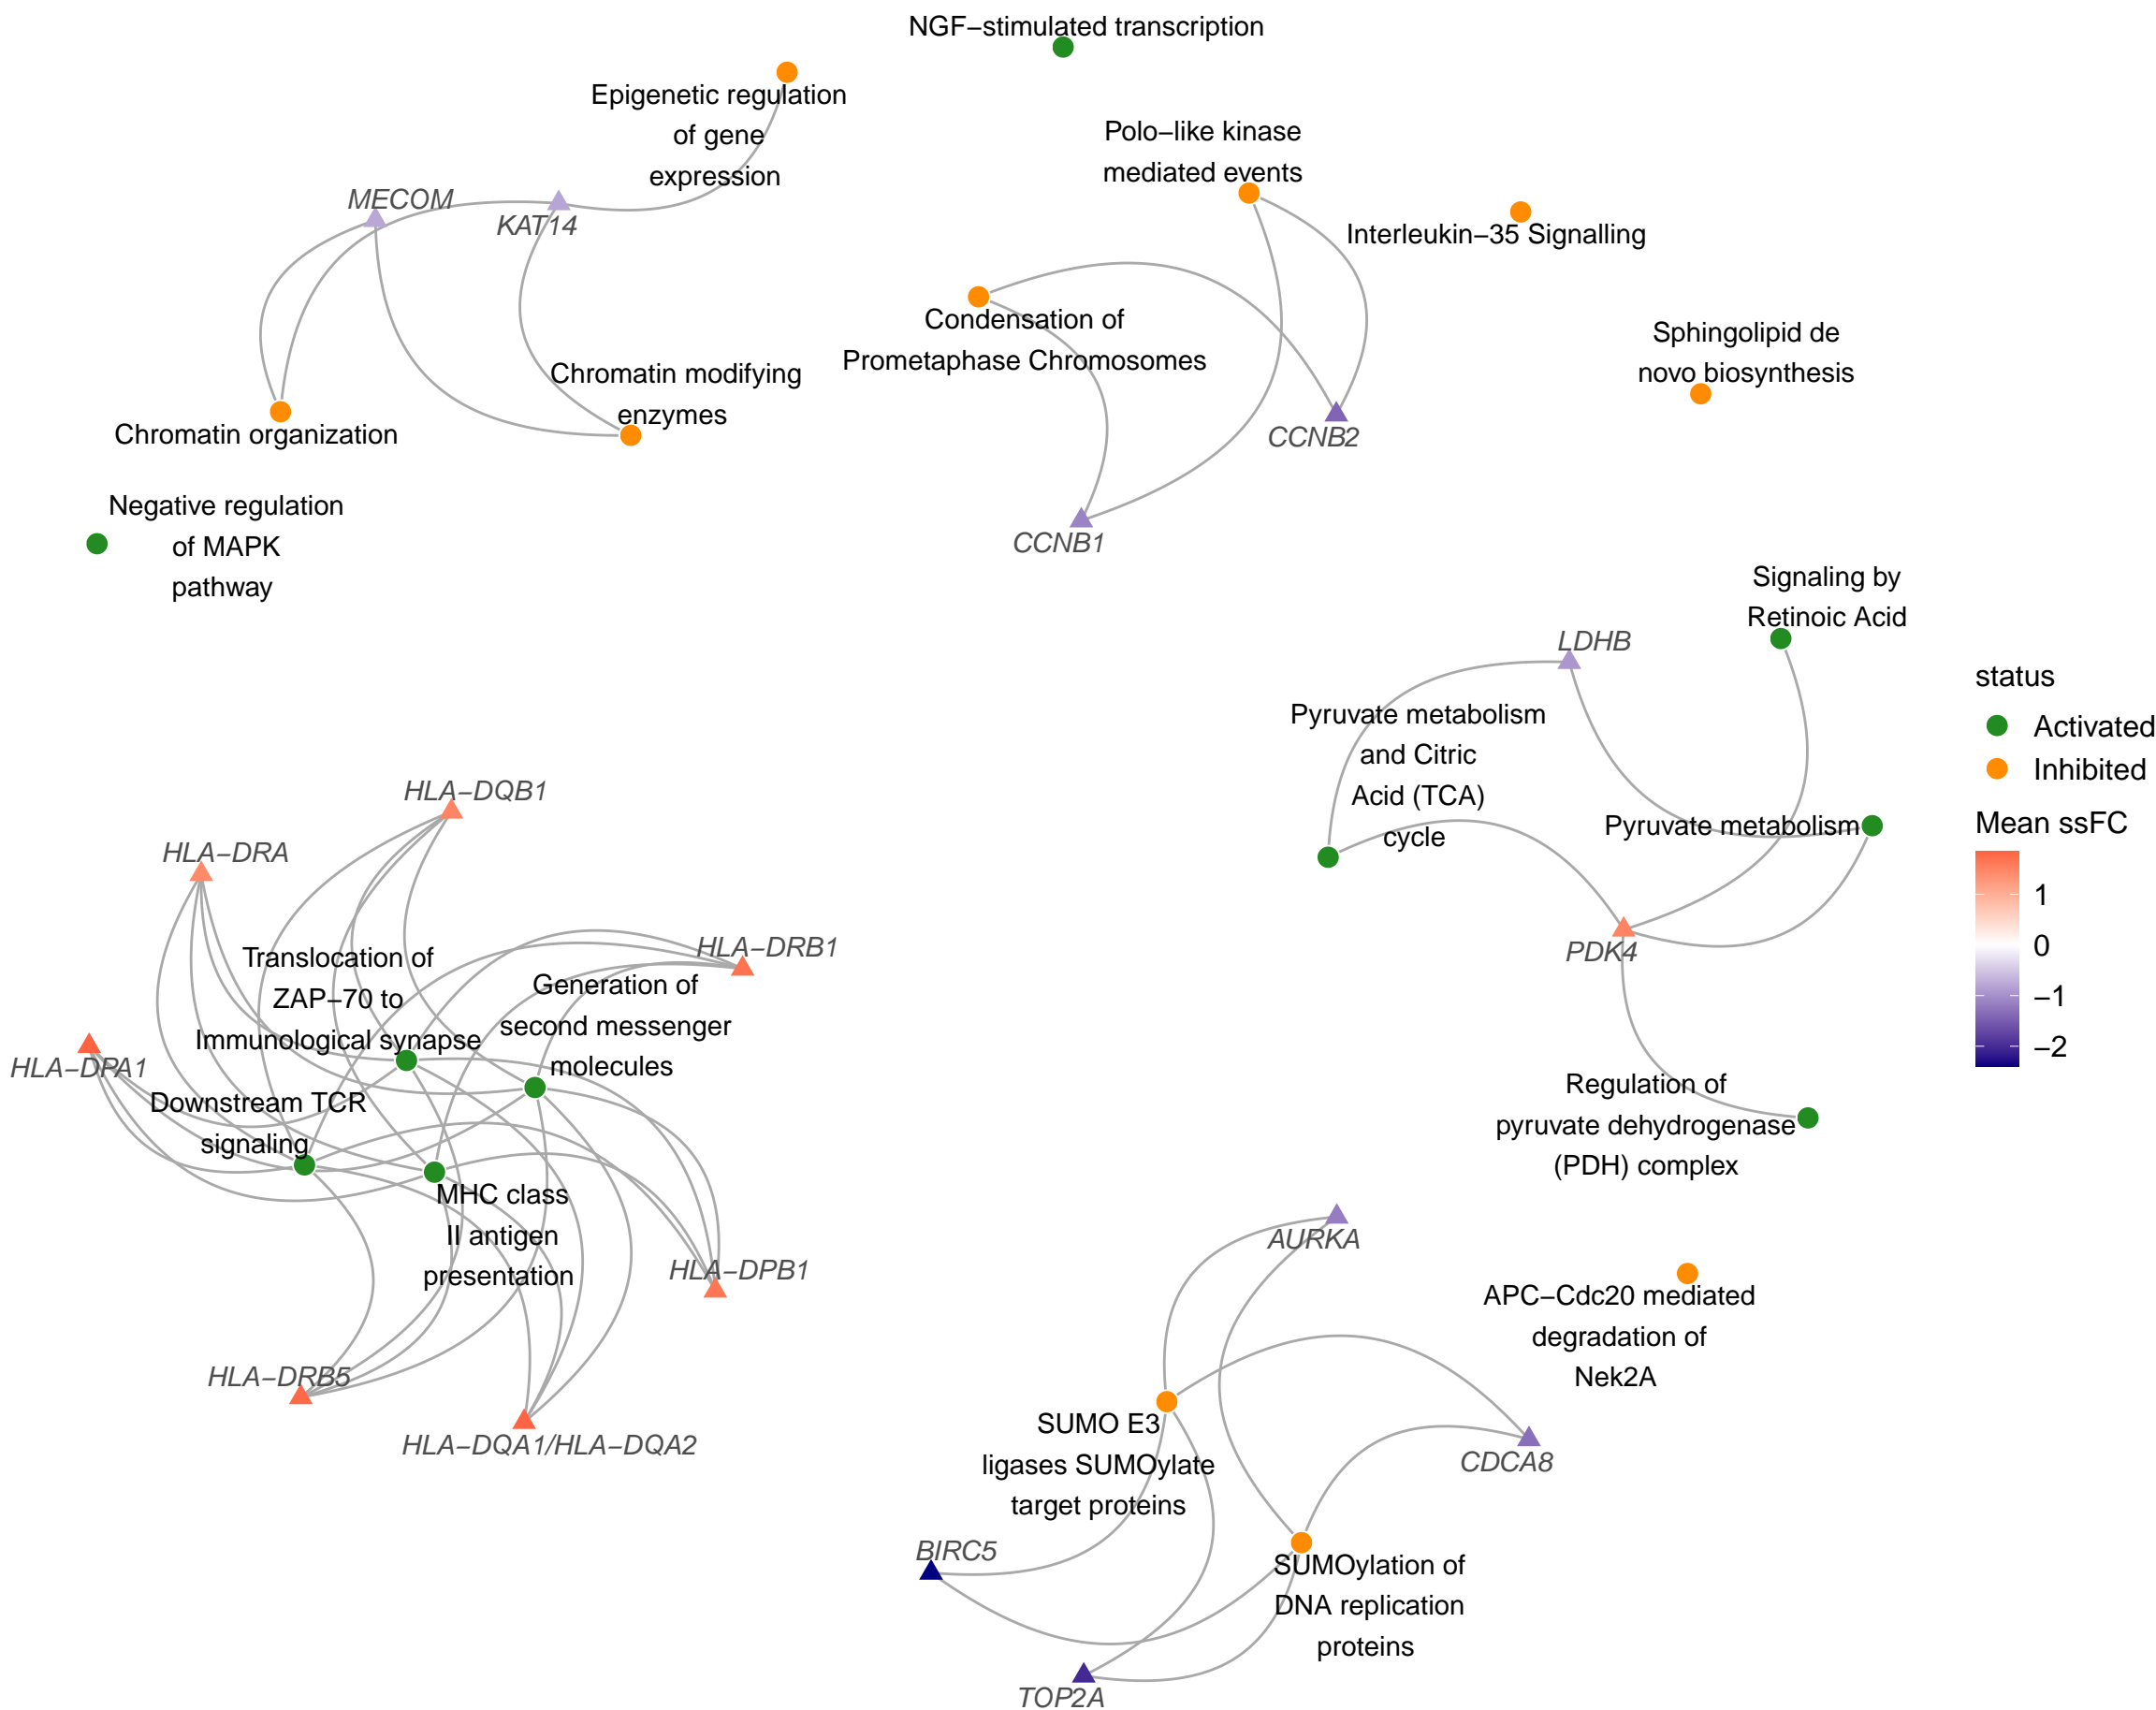 NGF−stimulated transcription
Epigenetic regulation
of gene
expression
Polo−like kinase
mediated events
MECOM
KAT14
Interleukin−35 Signalling
Condensation of
Prometaphase Chromosomes
Sphingolipid de
novo biosynthesis
Chromatin modifying
enzymes
Chromatin organization
CCNB2
Negative regulation
of MAPK
pathway
CCNB1
Signaling by
Retinoic Acid
LDHB
Pyruvate metabolism
and Citric
Acid (TCA)
cycle
Pyruvate metabolism
PDK4
Regulation of
pyruvate dehydrogenase
(PDH) complex
status
Activated
Inhibited
Mean ssFC
1
0
−1
−2
HLA−DQB1
HLA−DRA
HLA−DRB1
Translocation of
ZAP−70 to
Immunological synapse
Generation of
second messenger
molecules
HLA−DPA1
Downstream TCR
signaling
MHC class
II antigen
presentation
HLA−DPB1
HLA−DRB5
HLA−DQA1/HLA−DQA2
AURKA
APC−Cdc20 mediated
degradation of
Nek2A
SUMO E3
ligases SUMOylate
target proteins
CDCA8
BIRC5
SUMOylation of
DNA replication
proteins
TOP2A